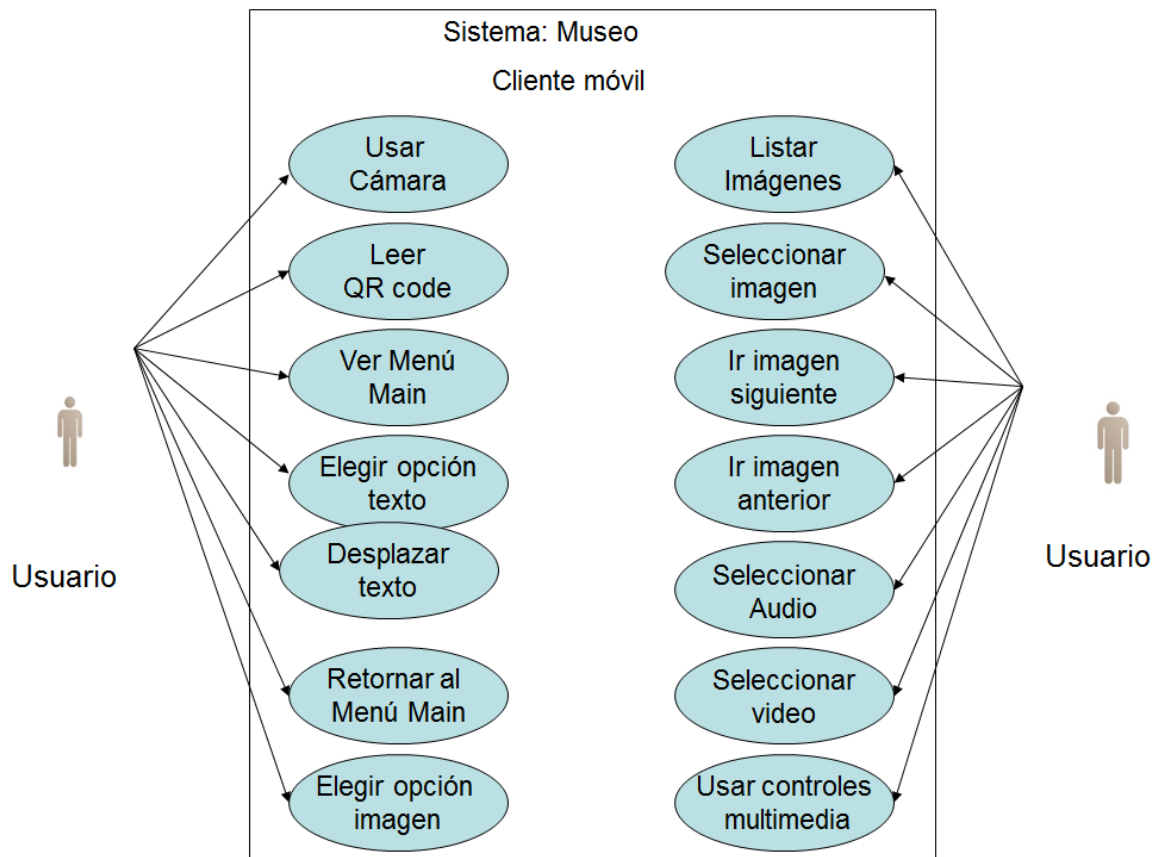 Sistema: Museo
Cliente móvil
Usar
Cámara
Leer
QR code
Ver Menú
Main
Elegir opción
texto
Desplazar
texto
Retornar al
Menú Main
Elegir opción
imagen
Usuario
Listar
Imágenes
Seleccionar
imagen
Ir imagen
siguiente
Ir imagen
anterior
Seleccionar
Audio
Seleccionar
video
Usar controles
multimedia
Usuario